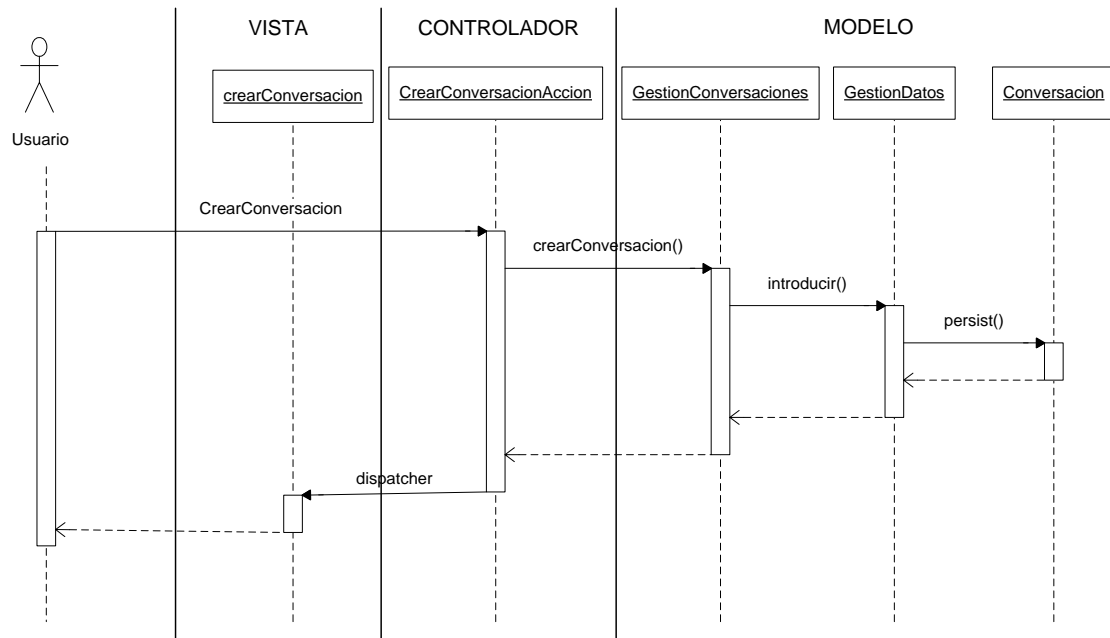 VISTA
CONTROLADOR
MODELO
Usuario
crearConversacion
CrearConversacionAccion
GestionConversaciones
GestionDatos
Conversacion
CrearConversacion
crearConversacion()
introducir()
persist()
dispatcher